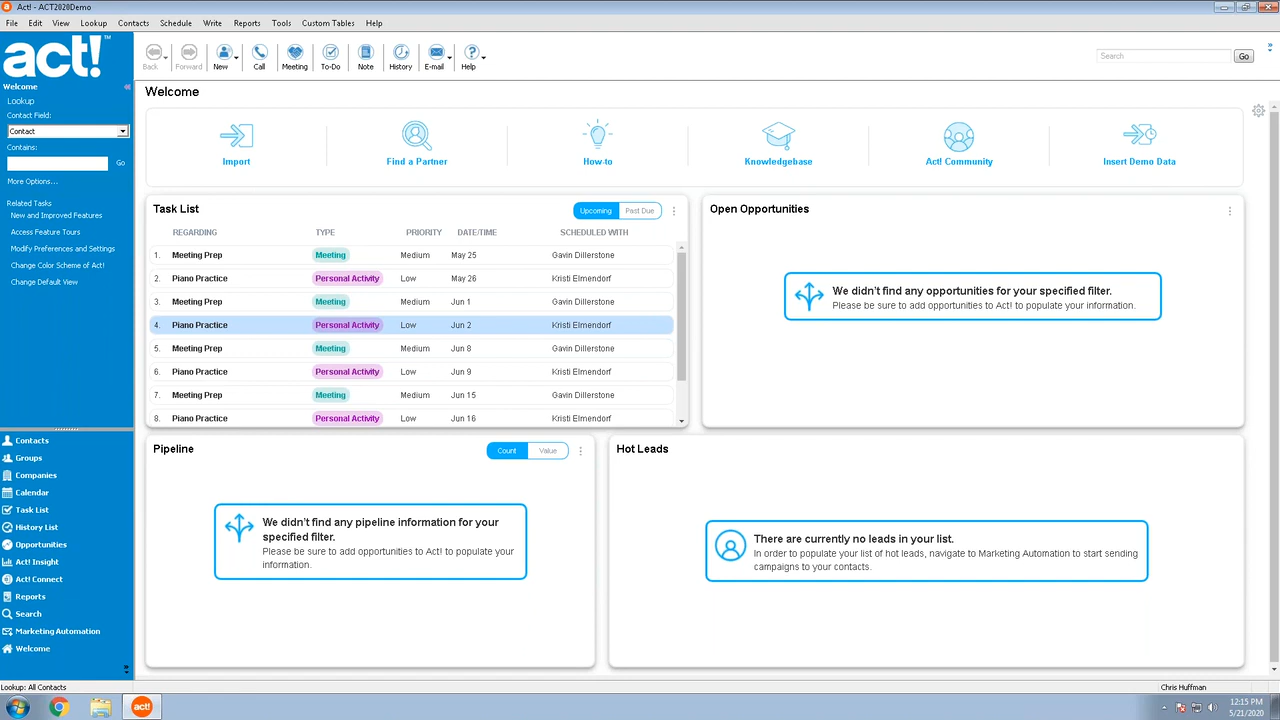 Act! - ACT2020Demo
File Edit View Lookup Contacts Schedule Write Reports Tools Custom Tables Help
act!™
Back Forward New Call Meeting To-Do Note History E-mail Help
Search Go
Welcome
Lookup
Contact Field:
Contact
Contains:
Go
More Options...
Related Tasks
New and Improved Features
Access Feature Tours
Modify Preferences and Settings
Change Color Scheme of Act!
Change Default View
Contacts
Groups
Companies
Calendar
Task List
History List
Opportunities
Act! Insight
Act! Connect
Reports
Search
Marketing Automation
Welcome
Welcome
Import Find a Partner How-to Knowledgebase Act! Community Insert Demo Data
Task List Upcoming Past Due
REGARDING TYPE PRIORITY DATE/TIME SCHEDULED WITH
1. Meeting Prep Meeting Medium May 25 Gavin Dillerstone
2. Piano Practice Personal Activity Low May 26 Kristi Elmendorf
3. Meeting Prep Meeting Medium Jun 1 Gavin Dillerstone
4. Piano Practice Personal Activity Low Jun 2 Kristi Elmendorf
5. Meeting Prep Meeting Medium Jun 8 Gavin Dillerstone
6. Piano Practice Personal Activity Low Jun 9 Kristi Elmendorf
7. Meeting Prep Meeting Medium Jun 15 Gavin Dillerstone
8. Piano Practice Personal Activity Low Jun 16 Kristi Elmendorf
Open Opportunities
We didn't find any opportunities for your specified filter.
Please be sure to add opportunities to Act! to populate your information.
Pipeline Count Value
We didn't find any pipeline information for your
specified filter.
Please be sure to add opportunities to Act! to populate your
information.
Hot Leads
There are currently no leads in your list.
In order to populate your list of hot leads, navigate to Marketing Automation to start sending
campaigns to your contacts.
Lookup: All Contacts Chris Huffman
act!
12:15 PM
5/21/2020